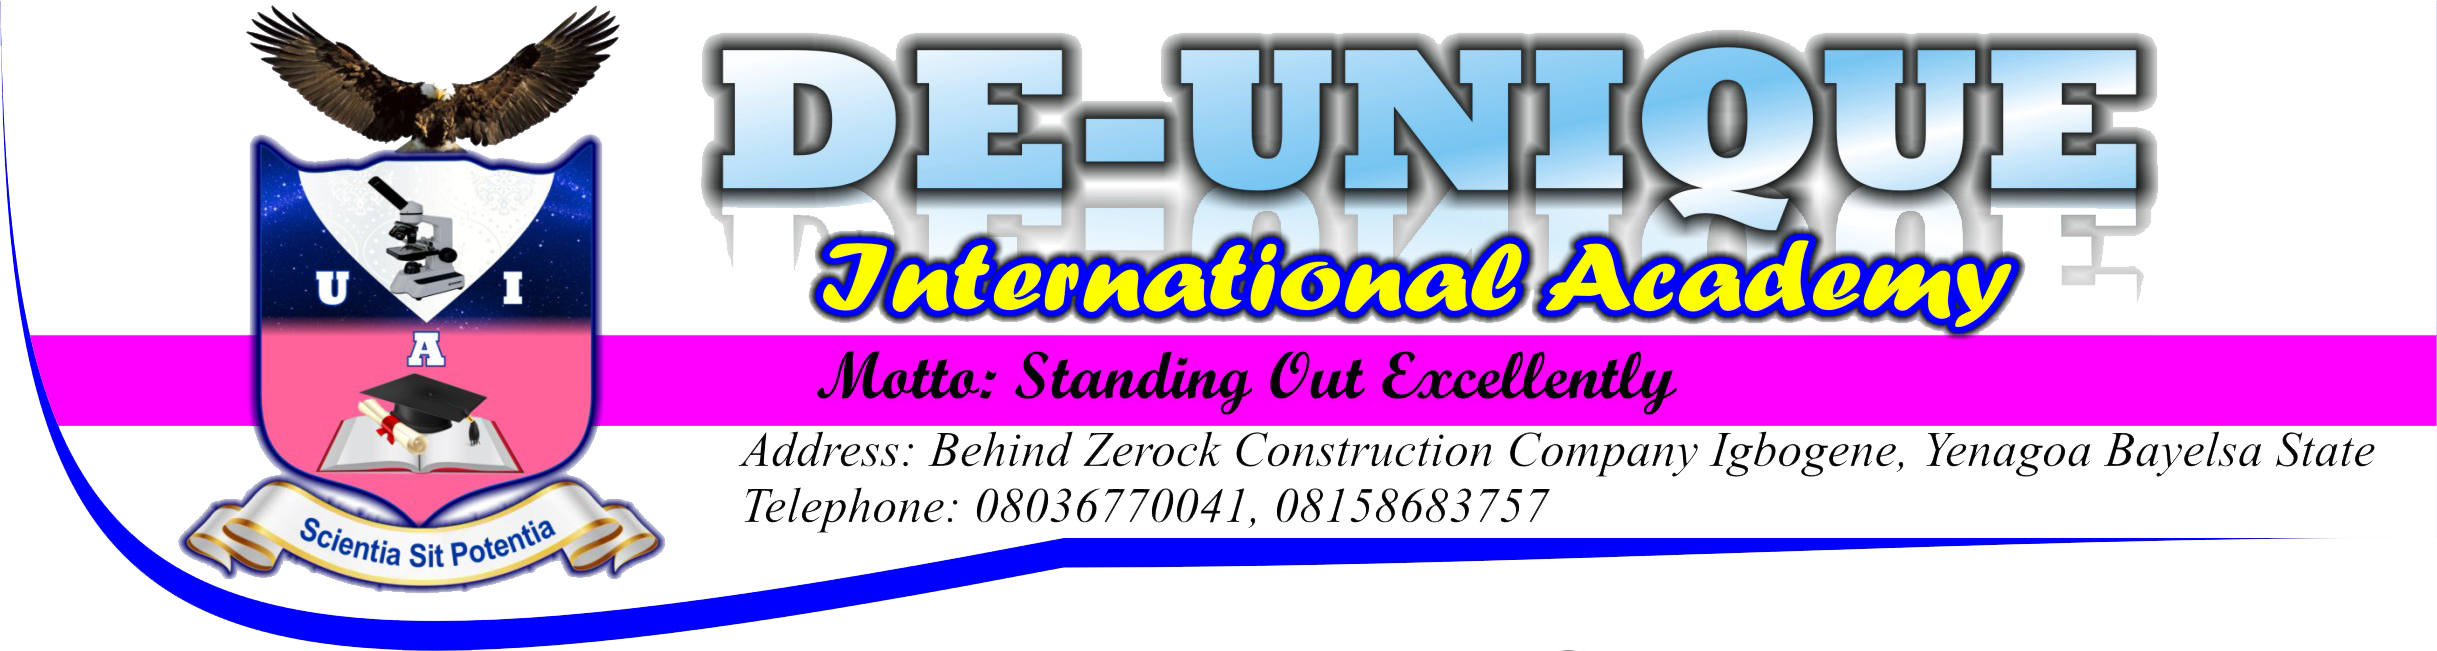 DE-UNIQUE
International Academy
Motto: Standing Out Excellently
Address: Behind Zerock Construction Company Igbogene, Yenagoa Bayelsa State
Telephone: 08036770041, 08158683757
U I
A
Scientia Sit Potentia